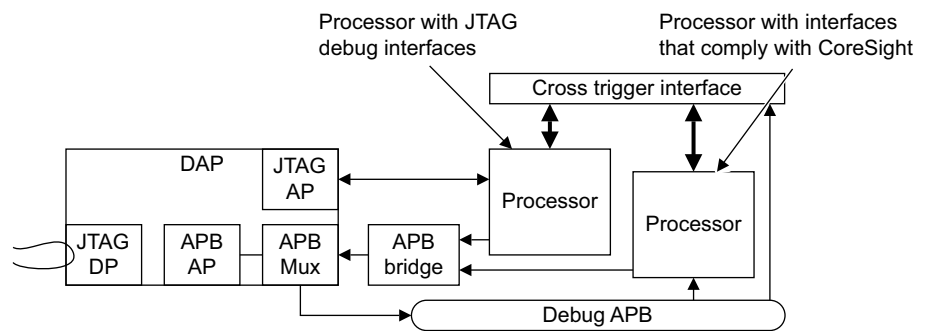 Processor with JTAG
debug interfaces
Processor with interfaces
that comply with CoreSight
Cross trigger interface
DAP
JTAG
AP
Processor
Processor
JTAG
DP
APB
AP
APB
Mux
APB
bridge
Debug APB